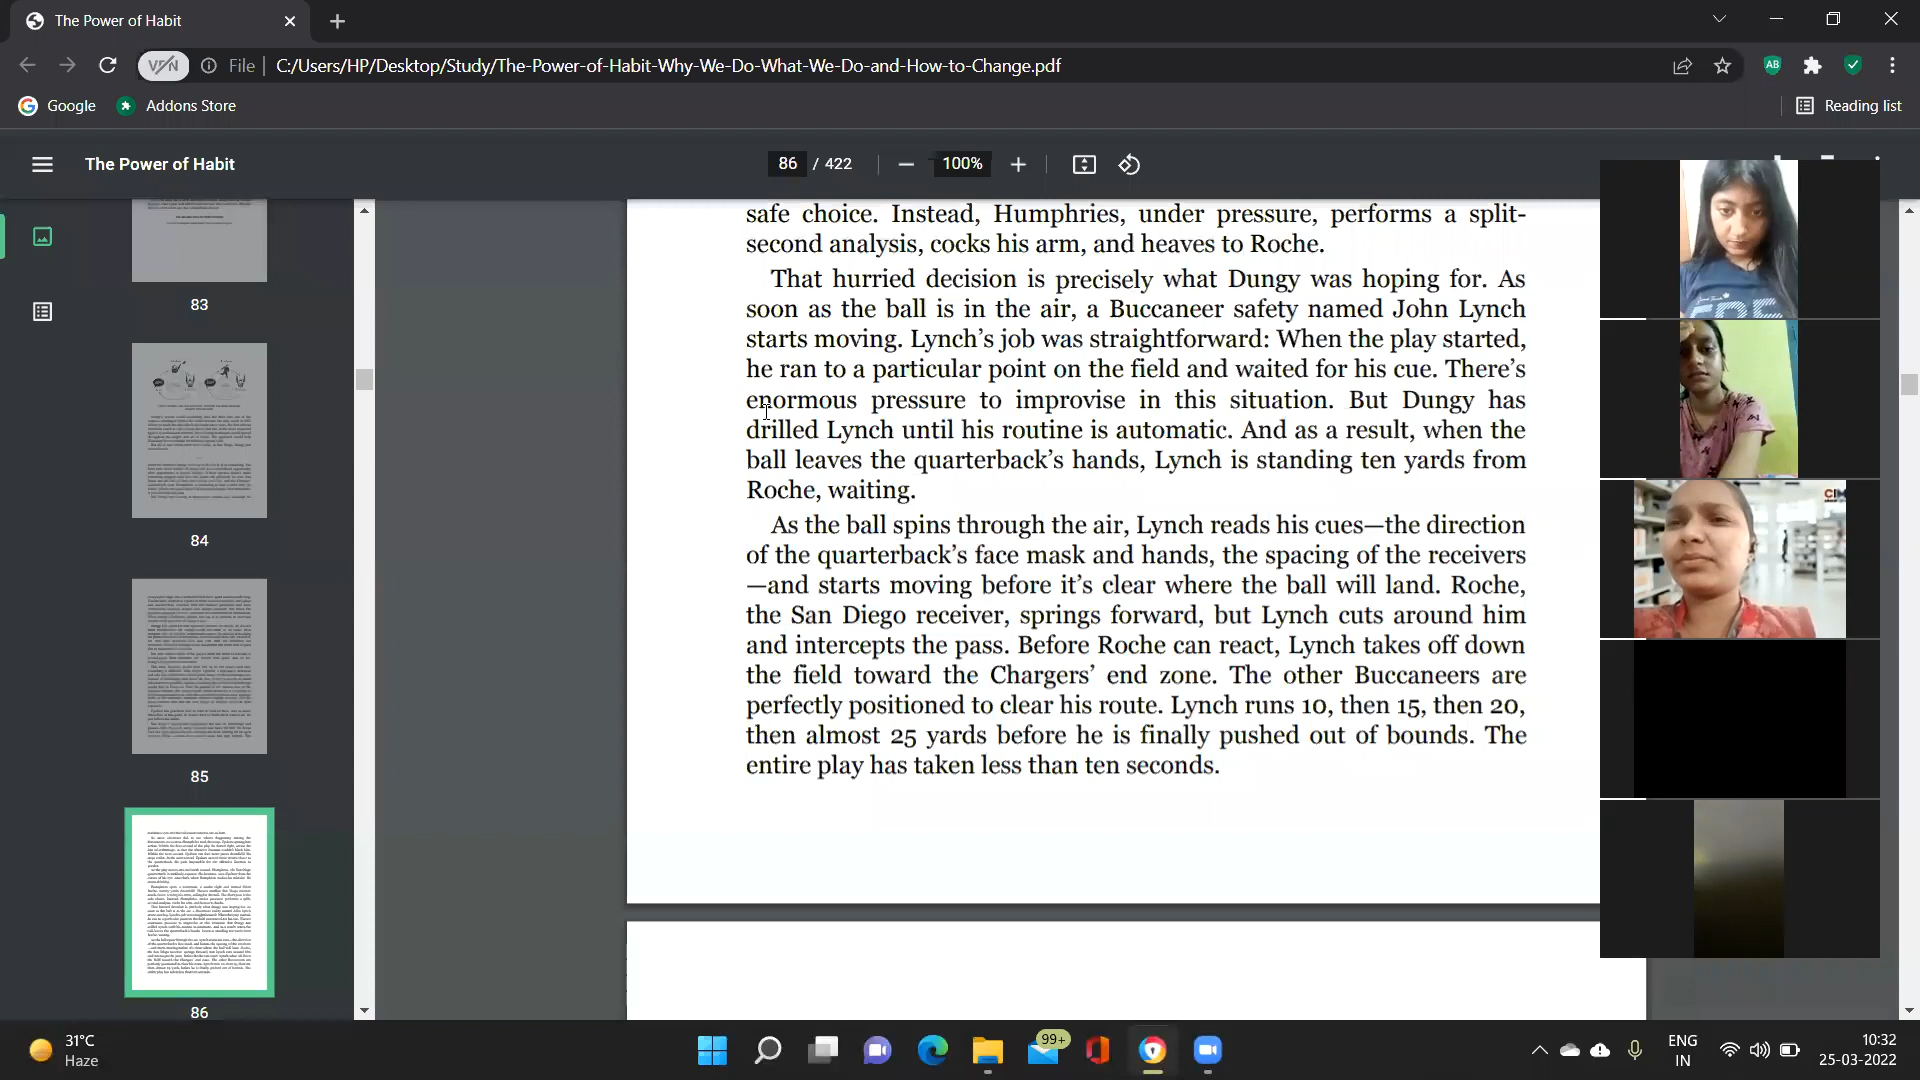 The Power of Habit
VPN
File
C:/Users/HP/Desktop/Study/The-Power-of-Habit-Why-We-Do-What-We-Do-and-How-to-Change.pdf
AB
Google
Addons Store
Reading list
The Power of Habit
86 / 422
100%
83
84
85
86
safe choice. Instead, Humphries, under pressure, performs a split-
second analysis, cocks his arm, and heaves to Roche.
That hurried decision is precisely what Dungy was hoping for. As
soon as the ball is in the air, a Buccaneer safety named John Lynch
starts moving. Lynch’s job was straightforward: When the play started,
he ran to a particular point on the field and waited for his cue. There’s
enormous pressure to improvise in this situation. But Dungy has
drilled Lynch until his routine is automatic. And as a result, when the
ball leaves the quarterback’s hands, Lynch is standing ten yards from
Roche, waiting.
As the ball spins through the air, Lynch reads his cues—the direction
of the quarterback’s face mask and hands, the spacing of the receivers
—and starts moving before it’s clear where the ball will land. Roche,
the San Diego receiver, springs forward, but Lynch cuts around him
and intercepts the pass. Before Roche can react, Lynch takes off down
the field toward the Chargers’ end zone. The other Buccaneers are
perfectly positioned to clear his route. Lynch runs 10, then 15, then 20,
then almost 25 yards before he is finally pushed out of bounds. The
entire play has taken less than ten seconds.
31°C
Haze
99+
ENG
IN
10:32
25-03-2022